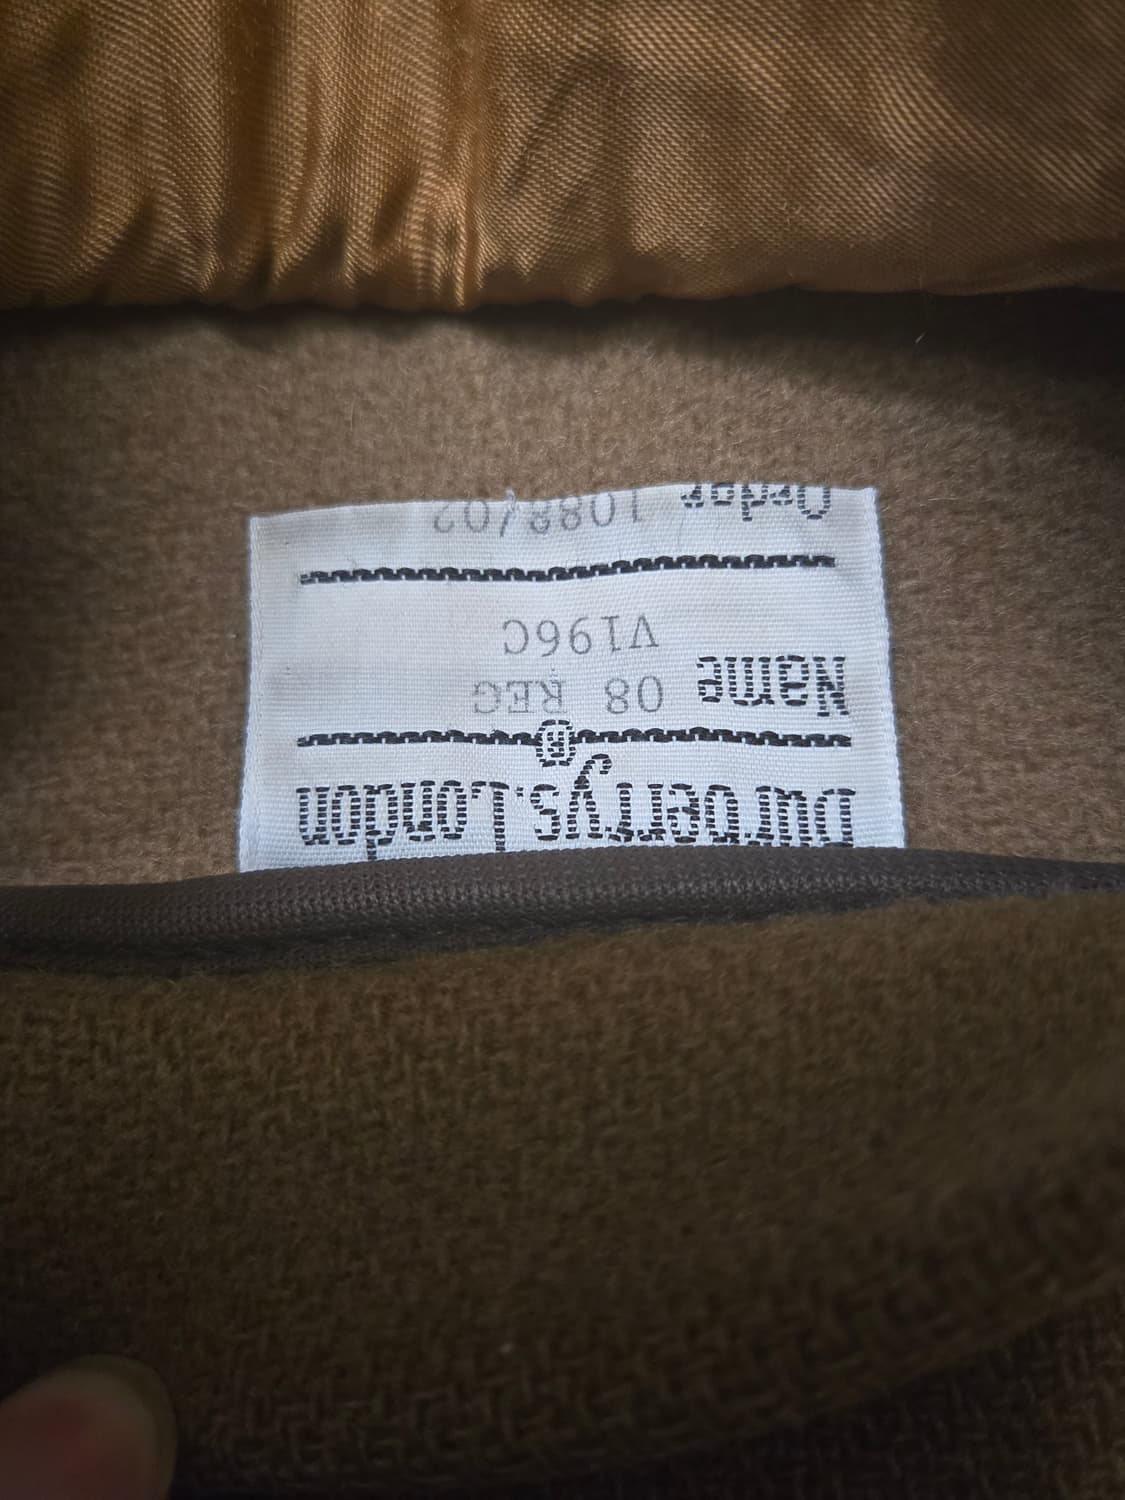 Burberrys. London
B
08 REG
Name
V196C
Order 1088/02